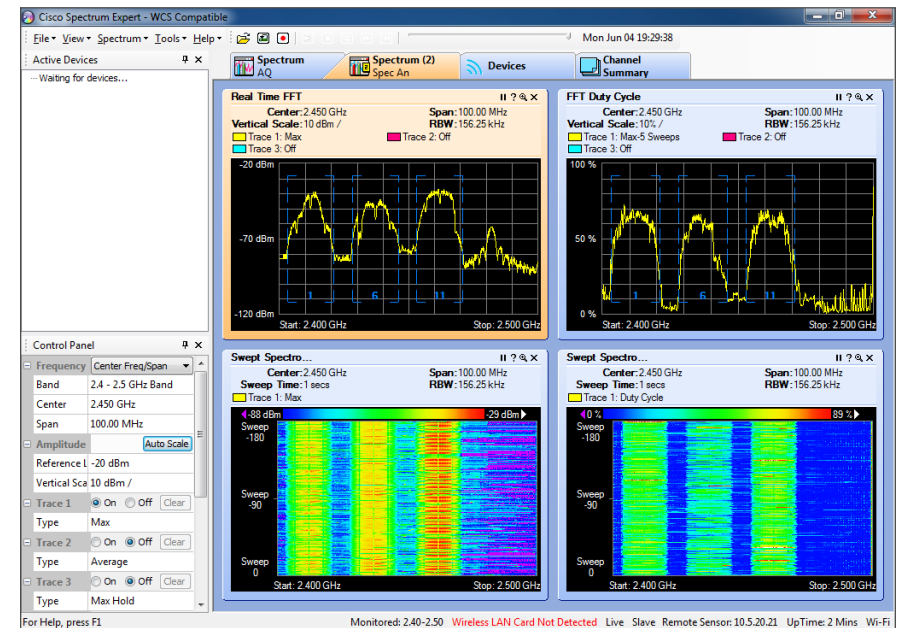 Cisco Spectrum Expert - WCS Compatible
File View Spectrum Tools Help Mon Jun 04 19:29:38
Active Devices
Waiting for devices...
Spectrum
AQ
Spectrum (2)
Spec An
Devices
Channel
Summary
Real Time FFT
Center:2.450 GHz Span:100.00 MHz
Vertical Scale:10 dBm / RBW:156.25 kHz
Trace 1: Max Trace 2: Off
Trace 3: Off
-20 dBm
-70 dBm
-120 dBm
1 6 11
Start: 2.400 GHz Stop: 2.500 GHz
FFT Duty Cycle
Center:2.450 GHz Span:100.00 MHz
Vertical Scale:10% / RBW:156.25 kHz
Trace 1: Max-5 Sweeps Trace 2: Off
Trace 3: Off
100 %
50 %
0 %
1 6 11
Start: 2.400 GHz Stop: 2.500 GHz
Control Panel
Frequency Center Freq/Span
Band 2.4 - 2.5 GHz Band
Center 2.450 GHz
Span 100.00 MHz
Amplitude Auto Scale
Reference L -20 dBm
Vertical Sca 10 dBm /
Trace 1 On Off Clear
Type Max
Trace 2 On Off Clear
Type Average
Trace 3 On Off Clear
Type Max Hold
Swept Spectro...
Center:2.450 GHz Span:100.00 MHz
Sweep Time:1 secs RBW:156.25 kHz
Trace 1: Max
-88 dBm -29 dBm
Sweep
-180
Sweep
-90
Sweep
0
Start: 2.400 GHz Stop: 2.500 GHz
Swept Spectro...
Center:2.450 GHz Span:100.00 MHz
Sweep Time:1 secs RBW:156.25 kHz
Trace 1: Duty Cycle
0 % 89 %
Sweep
-180
Sweep
-90
Sweep
0
Start: 2.400 GHz Stop: 2.500 GHz
For Help, press F1 Monitored: 2.40-2.50 Wireless LAN Card Not Detected Live Slave Remote Sensor: 10.5.20.21 UpTime: 2 Mins Wi-Fi